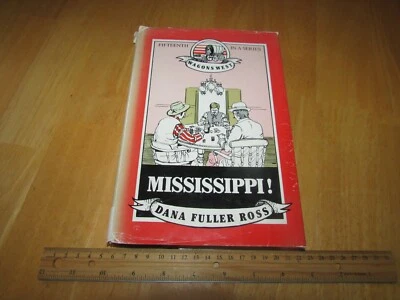 FIFTEENTH IN A SERIES
WAGONS WEST
MISSISSIPPI!
DANA FULLER ROSS